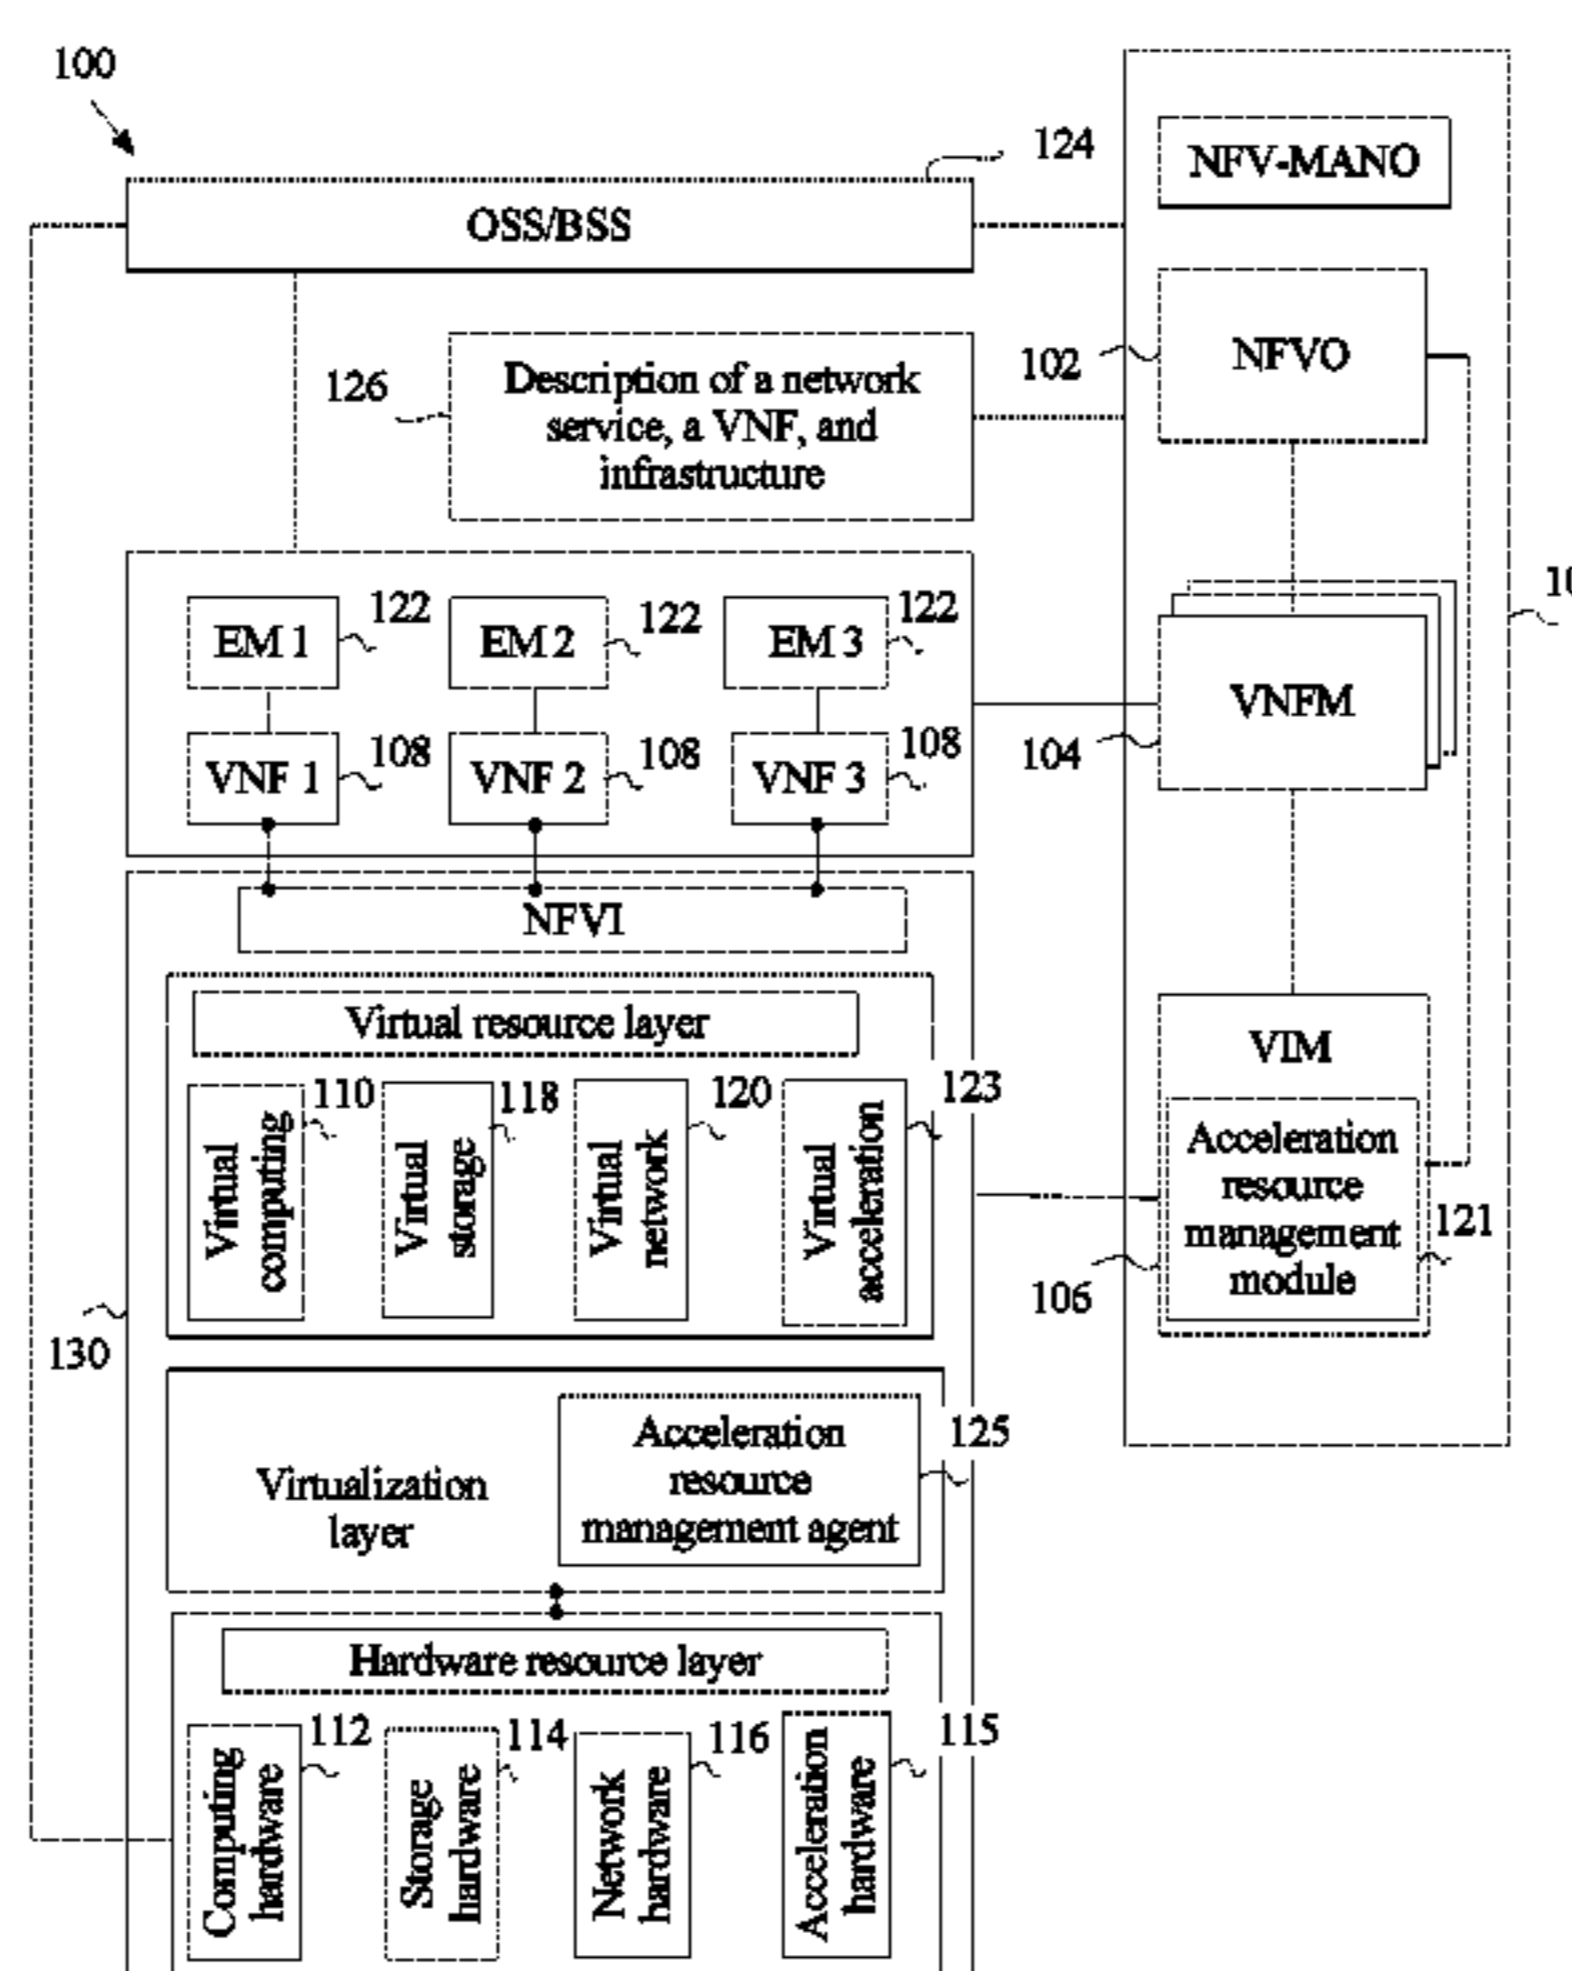 100
124
NFV-MANO
OSS/BSS
102
NFVO
126
Description of a network
service, a VNF, and
infrastructure
122
122
122
EM 1
EM 2
EM 3
VNFM
104
108
108
108
VNF 1
VNF 2
VNF 3
NFVI
Virtual resource layer
VIM
110
118
120
123
Virtual
computing
Virtual
storage
Virtual
network
Virtual
acceleration
Acceleration
resource
management
module
121
106
130
Virtualization
layer
Acceleration
resource
management agent
125
Hardware resource layer
112
114
116
115
Computing
hardware
Storage
hardware
Network
hardware
Acceleration
hardware